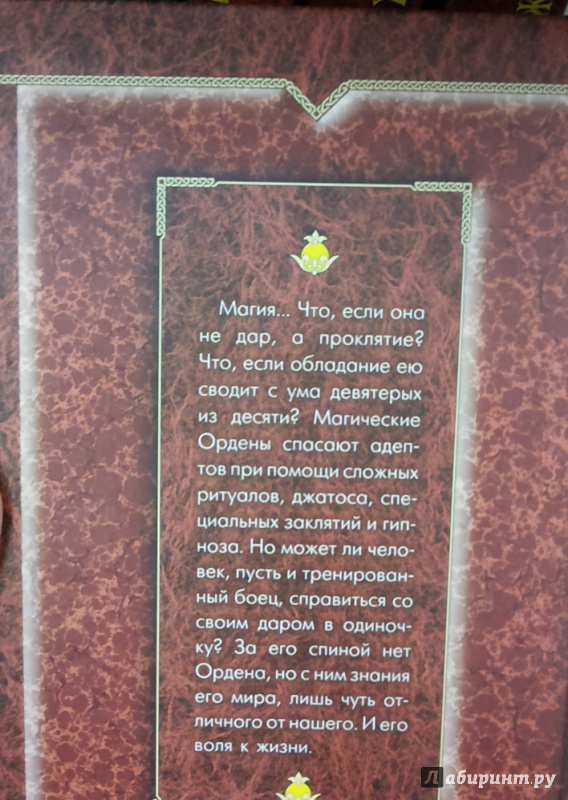 Магия... Что, если она
не дар, а проклятие?
Что, если обладание ею
сводит с ума девятерых
из десяти? Магические
Ордены спасают адеп-
тов при помощи сложных
ритуалов, джатоса, спе-
циальных заклятий и гип-
ноза. Но может ли чело-
век, пусть и тренирован-
ный боец, справиться со
своим даром в одиноч-
ку? За его спиной нет
Ордена, но с ним знания
его мира, лишь чуть от-
личного от нашего. И его
воля к жизни.
Лабиринт.ру